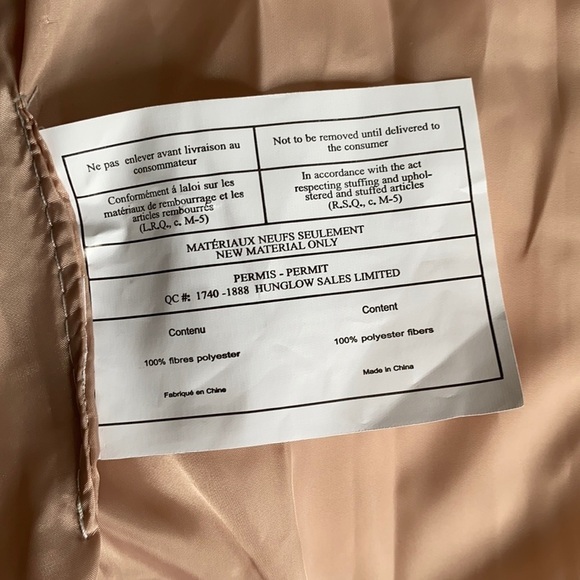 Ne pas enlever avant livraison au
consommateur
Not to be removed until delivered to
the consumer
Conformément á laloi sur les
matériaux de rembourrage et les
articles rembourrés
(L.R.Q., c. M-5)
In accordance with the act
respecting stuffing and uphol-
stered and stuffed articles
(R.S.Q., c. M-5)
MATÉRIAUX NEUFS SEULEMENT
NEW MATERIAL ONLY
PERMIS - PERMIT
QC #: 1740 -1888 HUNGLOW SALES LIMITED
Contenu
100% fibres polyester
Fabriqué en China
Content
100% polyester fibers
Made in China